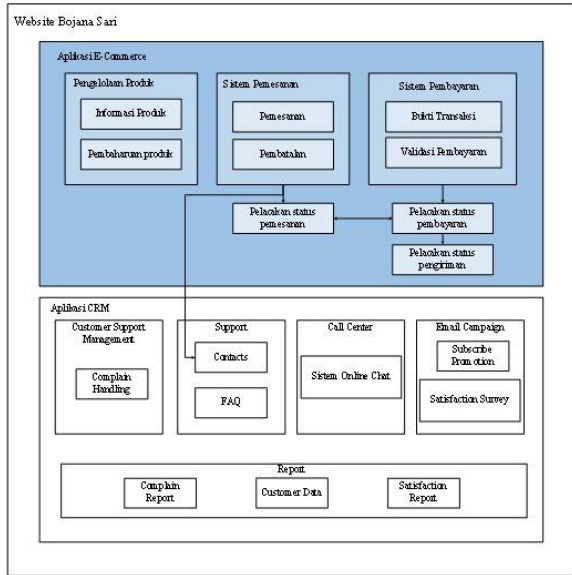 Website Bojana Sari
Aplikasi E-Commerce
Pengelolaan Produk
Informasi Produk
Pembaharuan produk
Sistem Pemesanan
Pemesanan
Pembatalan
Sistem Pembayaran
Bukti Transaksi
Validasi Pembayaran
Pelacakan status
pemesanan
Pelacakan status
pembayaran
Pelacakan status
pengiriman
Aplikasi CRM
Customer Support
Management
Complain
Handling
Support
Contacts
FAQ
Call Center
Sistem Online Chat
Email Campaign
Subscribe
Promotion
Satisfaction Survey
Report
Complain
Report
Customer Data
Satisfaction
Report